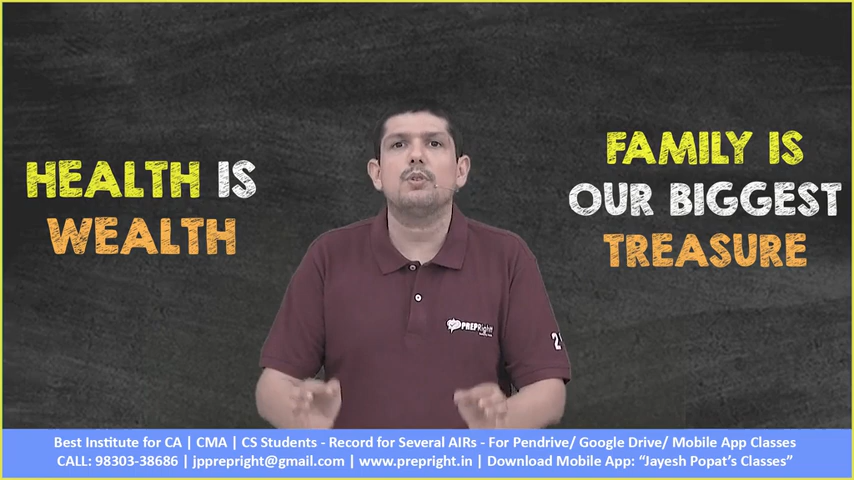 HEALTH IS
WEALTH
FAMILY IS
OUR BIGGEST
TREASURE
PREPRight
Best Institute for CA | CMA | CS Students - Record for Several AIRs - For Pendrive/ Google Drive/ Mobile App Classes
CALL: 98303-38686 | jpprepright@gmail.com | www.prepright.in | Download Mobile App: “Jayesh Popat’s Classes”